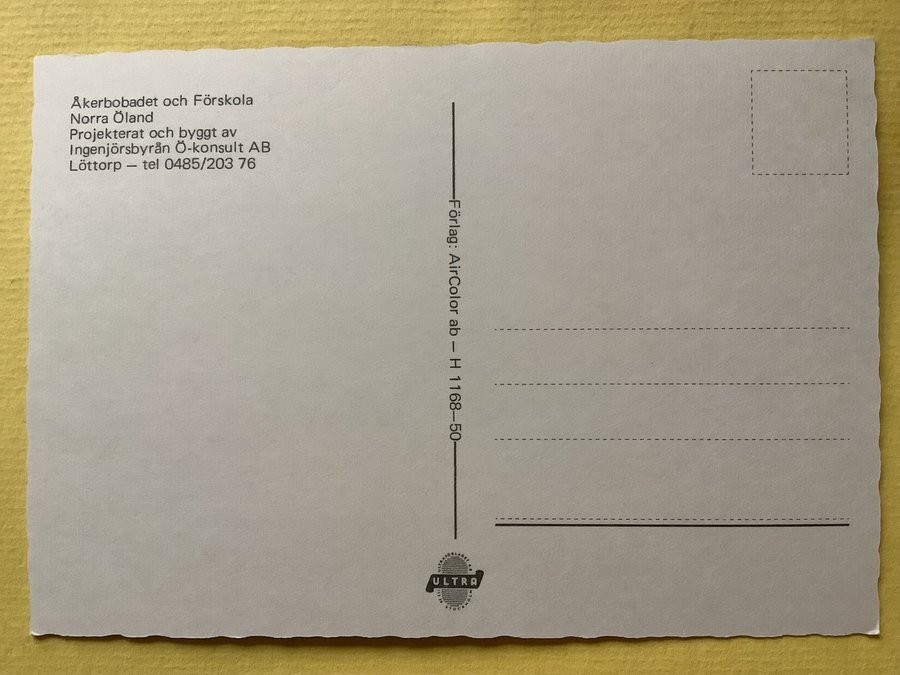 Åkerbobadet och Förskola
Norra Öland
Projekterat och byggt av
Ingenjörsbyrån Ö-konsult AB
Löttorp — tel 0485/203 76
Förlag: AirColor ab — H 1168—50
ULTRA
STOCKHOLM